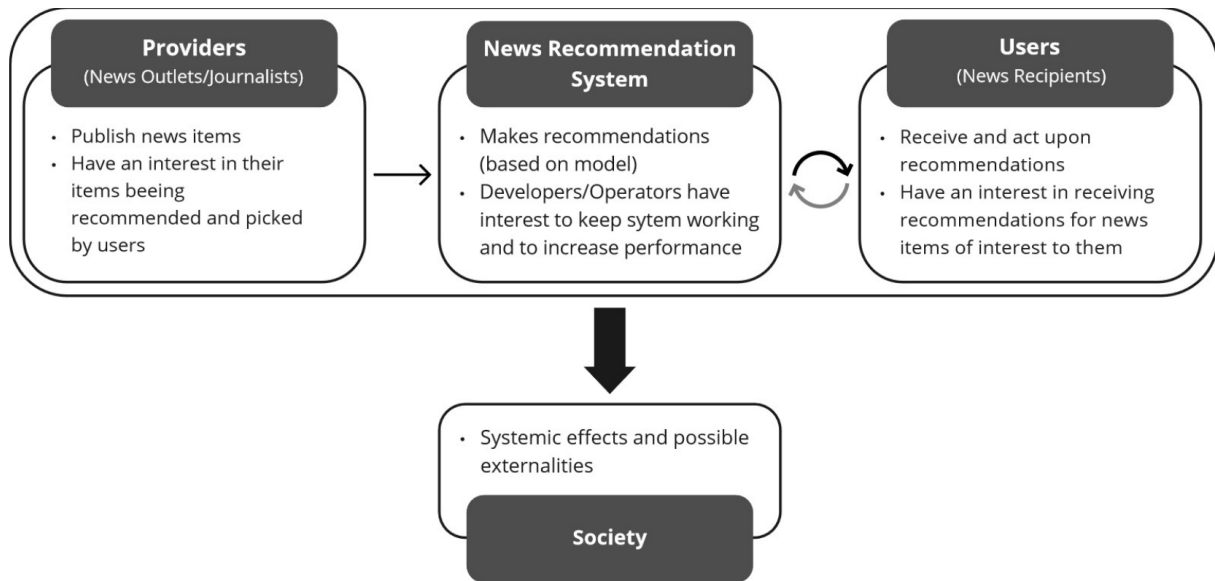 Providers
(News Outlets/Journalists)
• Publish news items
• Have an interest in their
items beeing
recommended and picked
by users
News Recommendation
System
• Makes recommendations
(based on model)
• Developers/Operators have
interest to keep sytem working
and to increase performance
Users
(News Recipients)
• Receive and act upon
recommendations
• Have an interest in receiving
recommendations for news
items of interest to them
• Systemic effects and possible
externalities
Society